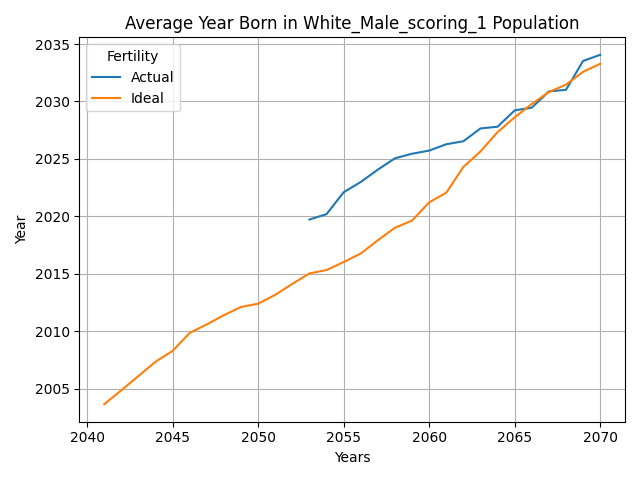 Average Year Born in White_Male_scoring_1 Population
Fertility
Actual
Ideal
Year
2035
2030
2025
2020
2015
2010
2005
2040 2045 2050 2055 2060 2065 2070
Years